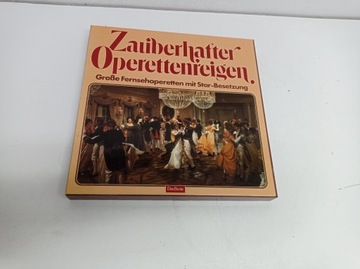 Zauberhafter
Operettenreigen.
Große Fernsehoperetten mit Star-Besetzung